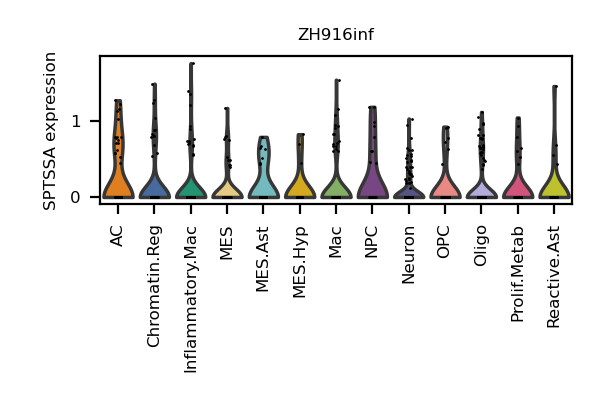 ZH916inf
SPTSSA expression
1
0
AC
Chromatin.Reg
Inflammatory.Mac
MES
MES.Ast
MES.Hyp
Mac
NPC
Neuron
OPC
Oligo
Prolif.Metab
Reactive.Ast